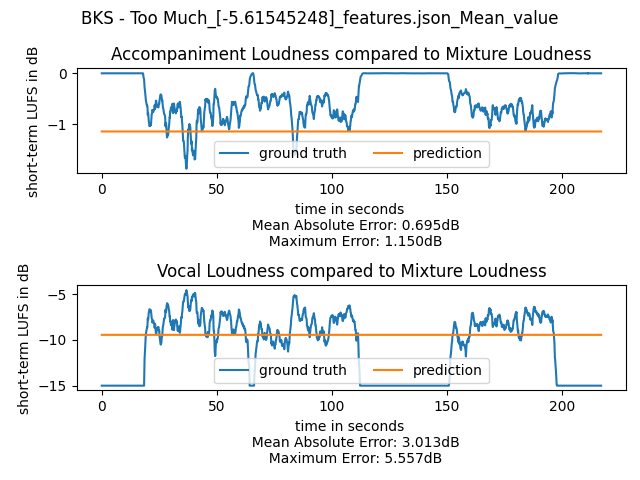 BKS - Too Much_[-5.61545248]_features.json_Mean_value
Accompaniment Loudness compared to Mixture Loudness
short-term LUFS in dB
0
−1
ground truth
prediction
0
50
100
150
200
time in seconds
Mean Absolute Error: 0.695dB
Maximum Error: 1.150dB
Vocal Loudness compared to Mixture Loudness
short-term LUFS in dB
−5
−10
−15
ground truth
prediction
0
50
100
150
200
time in seconds
Mean Absolute Error: 3.013dB
Maximum Error: 5.557dB